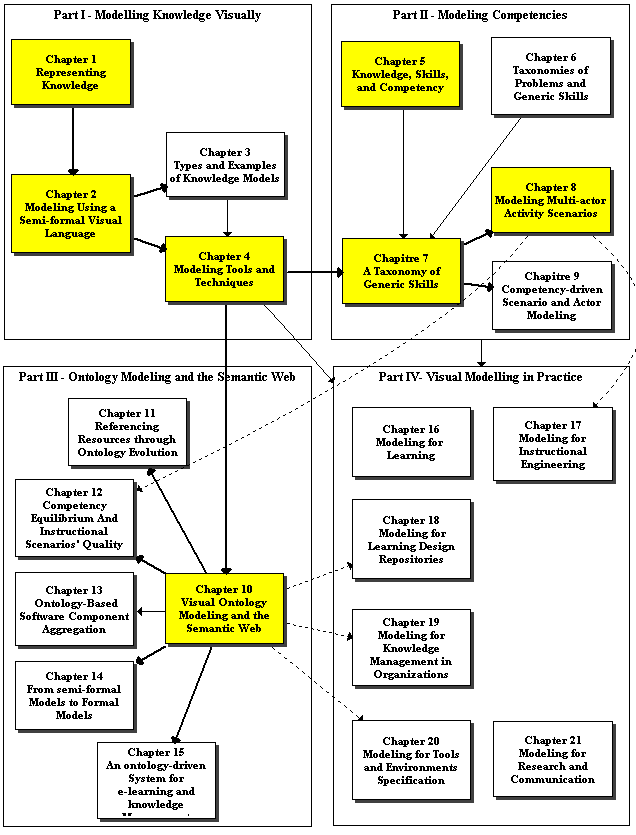 Part I - Modelling Knowledge Visually
Chapter 1
Representing
Knowledge
Chapter 2
Modeling Using a
Semi-formal Visual
Language
Chapter 3
Types and Examples
of Knowledge Models
Chapter 4
Modeling Tools and
Techniques
Part II - Modeling Competencies
Chapter 5
Knowledge, Skills,
and Competency
Chapter 6
Taxonomies of
Problems and
Generic Skills
Chapitre 7
A Taxonomy of
Generic Skills
Chapter 8
Modeling Multi-actor
Activity Scenarios
Chapitre 9
Competency-driven
Scenario and Actor
Modeling
Part III - Ontology Modeling and the Semantic Web
Chapter 11
Referencing
Resources through
Ontology Evolution
Chapter 12
Competency
Equilibrium And
Instructional
Scenarios' Quality
Chapter 10
Visual Ontology
Modeling and the
Semantic Web
Chapter 13
Ontology-Based
Software Component
Aggregation
Chapter 14
From semi-formal
Models to Formal
Models
Chapter 15
An ontology-driven
System for
e-learning and
knowledge
Part IV- Visual Modelling in Practice
Chapter 16
Modeling for
Learning
Chapter 17
Modeling for
Instructional
Engineering
Chapter 18
Modeling for
Learning Design
Repositories
Chapter 19
Modeling for
Knowledge
Management in
Organizations
Chapter 20
Modeling for Tools
and Environments
Specification
Chapter 21
Modeling for
Research and
Communication